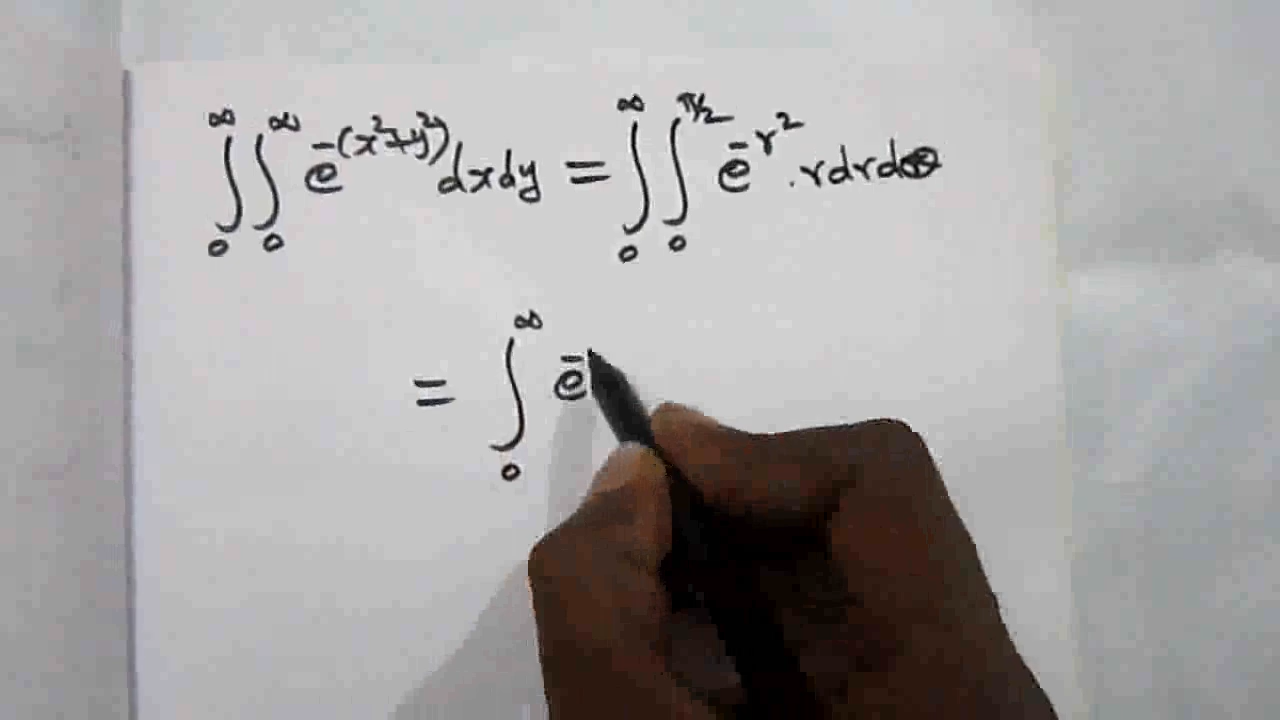 ∫₀^∞ ∫₀^∞ e^-(x²+y²) dxdy = ∫₀^∞ ∫₀^π/2 e^-r² . rdrdθ
= ∫₀^∞ e^-